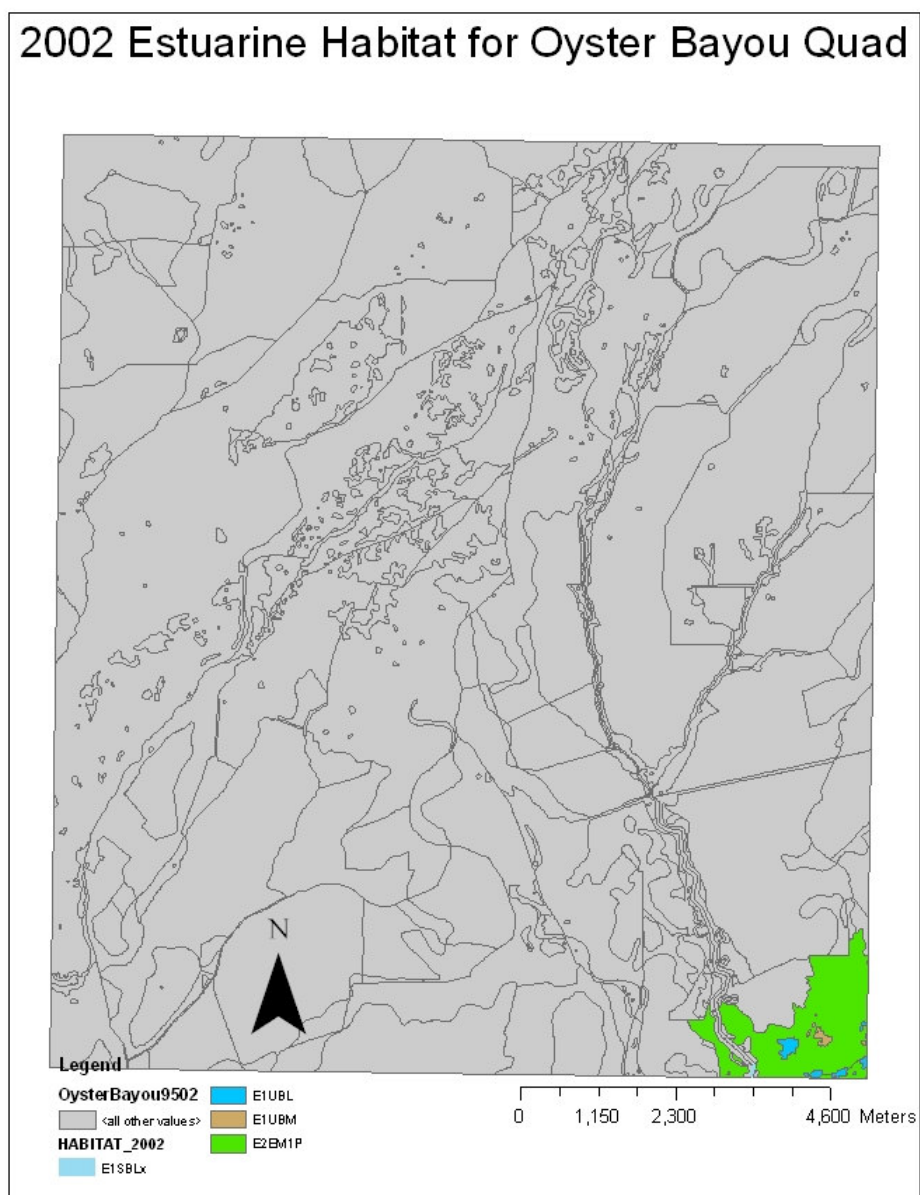 2002 Estuarine Habitat for Oyster Bayou Quad
N
Legend
OysterBayou9502
<all other values>
HABITAT_2002
E1SBLx
E1UBL
E1UBM
E2EM1P
0 1,150 2,300 4,600 Meters